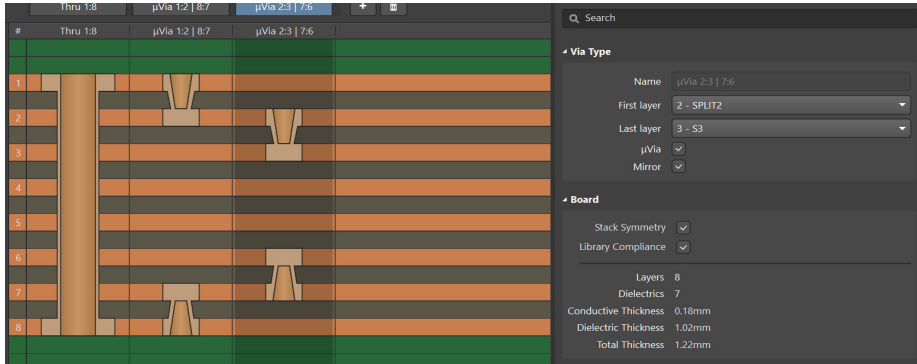 Thru 1:8 µVia 1:2 | 8:7 µVia 2:3 | 7:6 +
# Thru 1:8 µVia 1:2 | 8:7 µVia 2:3 | 7:6
1
2
3
4
5
6
7
8
Search
Via Type
Name µVia 2:3 | 7:6
First layer 2 - SPLIT2
Last layer 3 - S3
µVia
Mirror
Board
Stack Symmetry
Library Compliance
Layers 8
Dielectrics 7
Conductive Thickness 0.18mm
Dielectric Thickness 1.02mm
Total Thickness 1.22mm